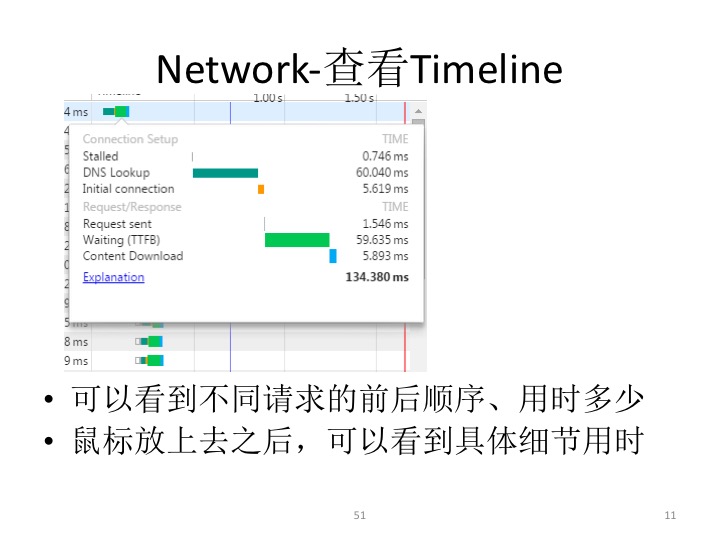 Network-查看Timeline
1.00 s 1.50 s
4 ms
Connection Setup TIME
Stalled 0.746 ms
DNS Lookup 60.040 ms
Initial connection 5.619 ms
Request/Response TIME
Request sent 1.546 ms
Waiting (TTFB) 59.635 ms
Content Download 5.893 ms
Explanation 134.380 ms
5 ms
8 ms
9 ms
• 可以看到不同请求的前后顺序、用时多少
• 鼠标放上去之后，可以看到具体细节用时
51 11